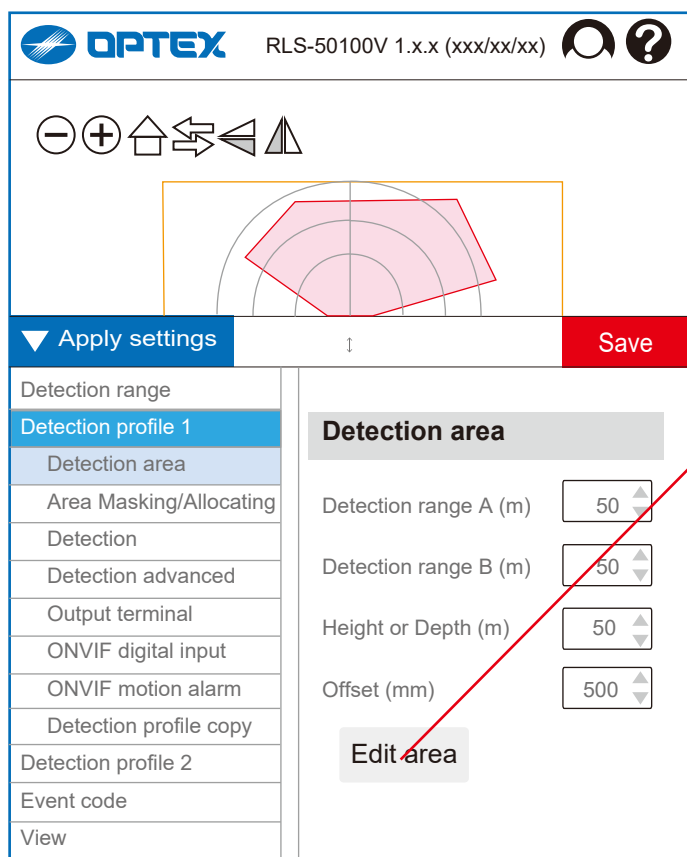 OPTEX RLS-50100V 1.x.x (xxx/xx/xx) ?
Apply settings Save
Detection range
Detection profile 1
Detection area
Area Masking/Allocating
Detection
Detection advanced
Output terminal
ONVIF digital input
ONVIF motion alarm
Detection profile copy
Detection profile 2
Event code
View
Detection area
Detection range A (m) 50
Detection range B (m) 50
Height or Depth (m) 50
Offset (mm) 500
Edit area